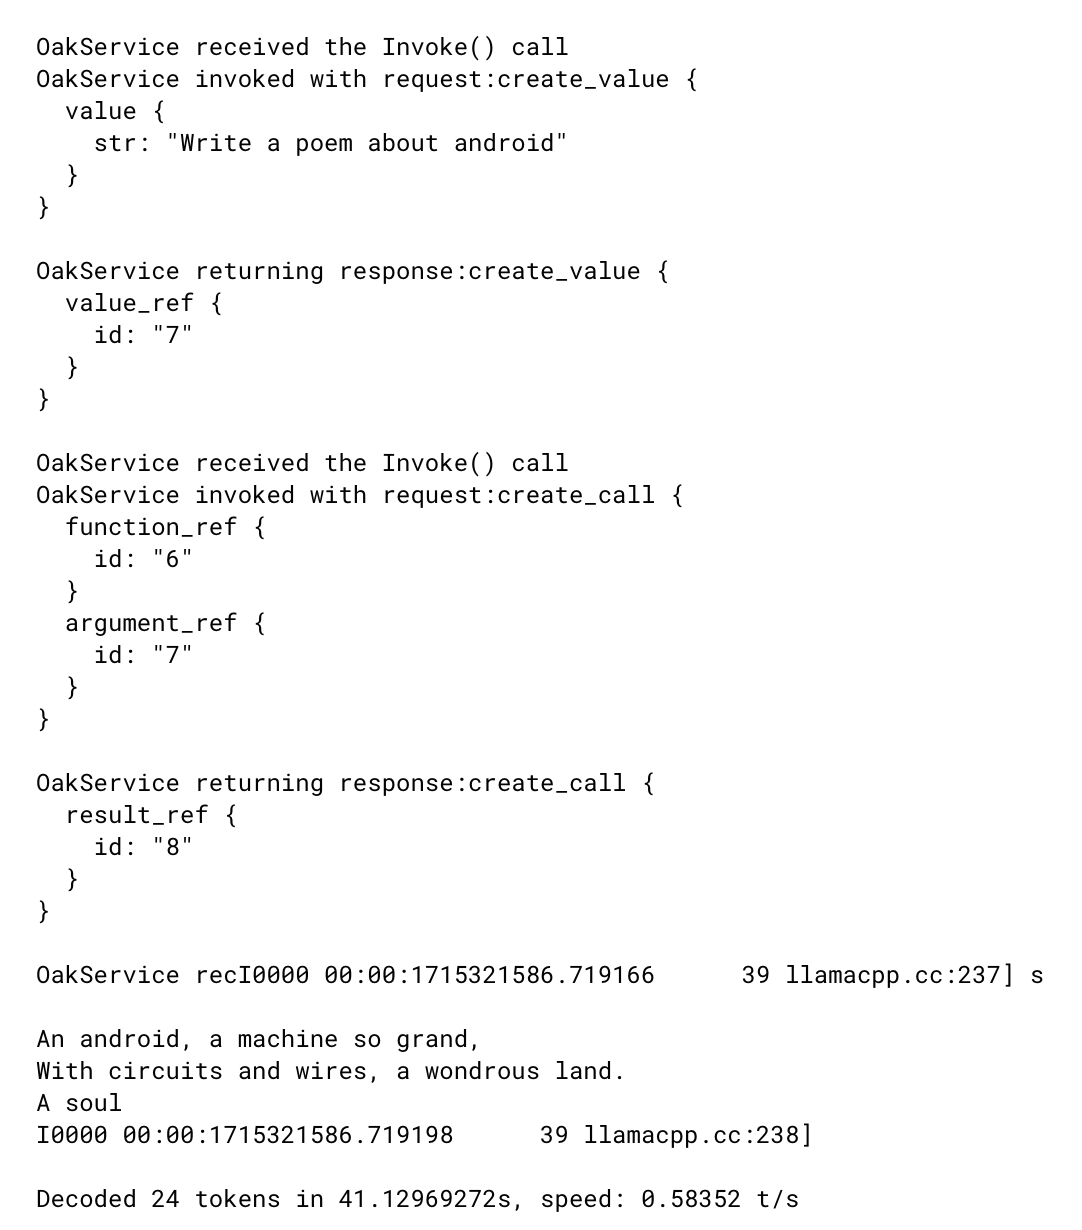 OakService received the Invoke() call
OakService invoked with request:create_value {
  value {
    str: "Write a poem about android"
  }
}

OakService returning response:create_value {
  value_ref {
    id: "7"
  }
}

OakService received the Invoke() call
OakService invoked with request:create_call {
  function_ref {
    id: "6"
  }
  argument_ref {
    id: "7"
  }
}

OakService returning response:create_call {
  result_ref {
    id: "8"
  }
}

OakService recI0000 00:00:1715321586.719166      39 llamacpp.cc:237] s

An android, a machine so grand,
With circuits and wires, a wondrous land.
A soul
I0000 00:00:1715321586.719198      39 llamacpp.cc:238]

Decoded 24 tokens in 41.12969272s, speed: 0.58352 t/s